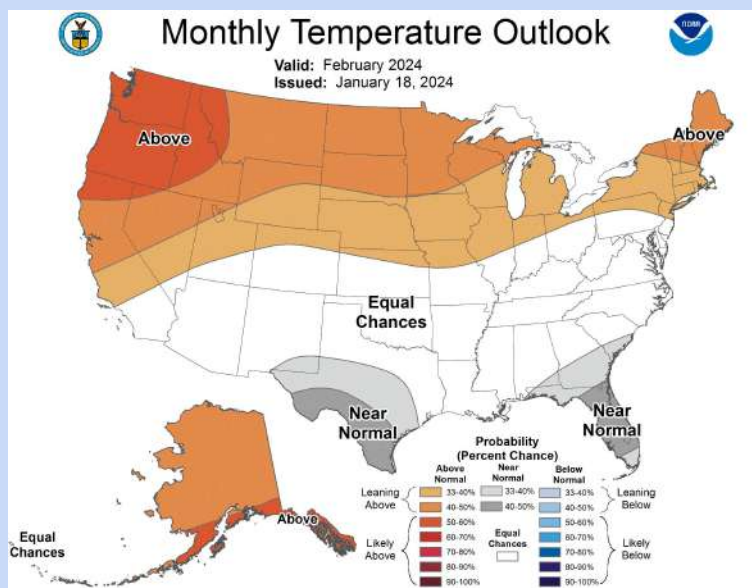 Monthly Temperature Outlook
NOAA
Valid: February 2024
Issued: January 18, 2024
Above
Above
Equal
Chances
Near
Normal
Near
Normal
Above
Equal
Chances
Probability
(Percent Chance)
Above
Normal
Near
Normal
Below
Normal
Leaning
Above
33-40%
33-40%
33-40%
Leaning
Below
40-50%
40-50%
40-50%
Likely
Above
50-60%
50-60%
Likely
Below
60-70%
60-70%
70-80%
Equal
Chances
70-80%
80-90%
80-90%
90-100%
90-100%